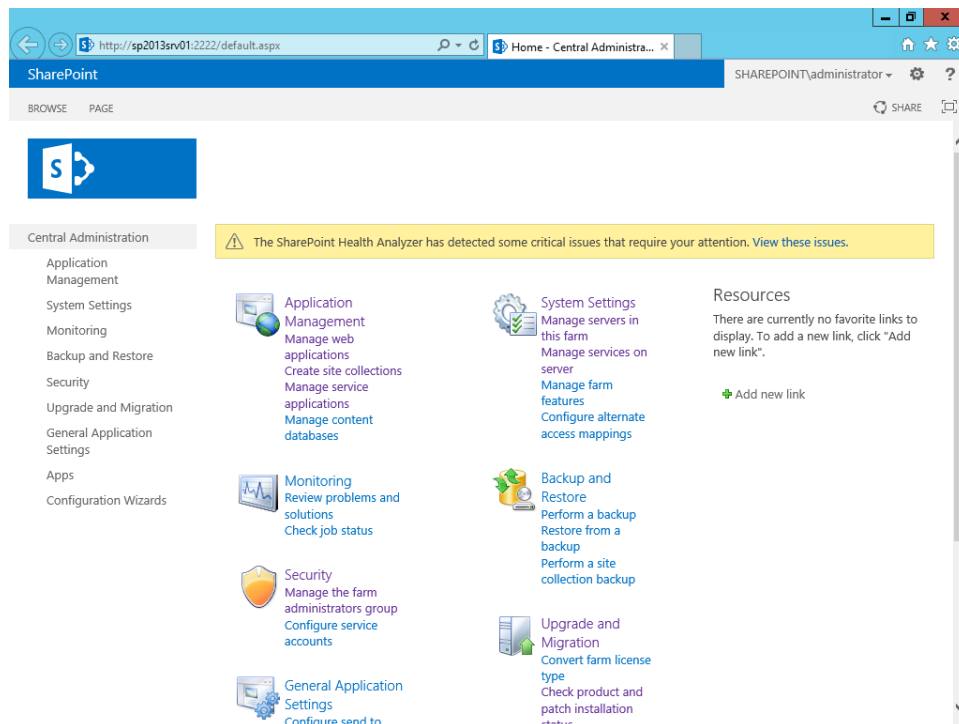 http://sp2013srv01:2222/default.aspx
Home - Central Administra...
SharePoint
SHAREPOINT\administrator
?
BROWSE PAGE
SHARE
S
Central Administration
Application
Management
System Settings
Monitoring
Backup and Restore
Security
Upgrade and Migration
General Application
Settings
Apps
Configuration Wizards
The SharePoint Health Analyzer has detected some critical issues that require your attention. View these issues.
Application
Management
Manage web
applications
Create site collections
Manage service
applications
Manage content
databases
System Settings
Manage servers in
this farm
Manage services on
server
Manage farm
features
Configure alternate
access mappings
Resources
There are currently no favorite links to
display. To add a new link, click "Add
new link".
Add new link
Monitoring
Review problems and
solutions
Check job status
Backup and
Restore
Perform a backup
Restore from a
backup
Perform a site
collection backup
Security
Manage the farm
administrators group
Configure service
accounts
Upgrade and
Migration
Convert farm license
type
Check product and
patch installation
status
General Application
Settings
Configure send to